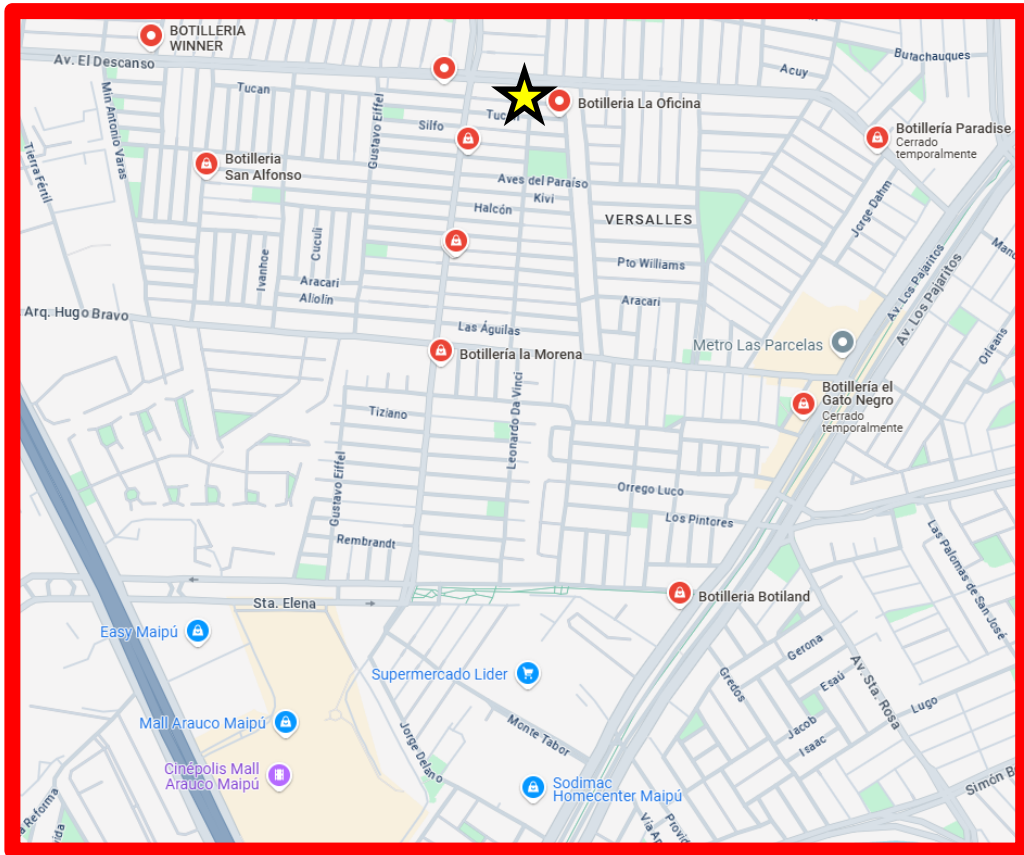 BOTILLERIA
WINNER
Av. El Descanso
Butachauques
Acuy
Tucan
Min Antonio Varas
Gustavo Eiffel
Silfo
Tucan
Botilleria La Oficina
Botillería Paradise
Cerrado
temporalmente
Tierra Fértil
Botilleria
San Alfonso
Aves del Paraíso
Kivi
Halcón
VERSALLES
Jorge Dahm
Cuculi
Ivanhoe
Pto Williams
Av. Los Pajaritos
Av. Los Pajaritos
Aracari
Aliolin
Aracari
Arq. Hugo Bravo
Las Águilas
Metro Las Parcelas
Orleans
Botillería la Morena
Botillería el
Gato Negro
Cerrado
temporalmente
Tiziano
Leonardo Da Vinci
Gustavo Eiffel
Orrego Luco
Los Pintores
Rembrandt
Las Palomas de San José
Sta. Elena
Botilleria Botiland
Easy Maipú
Gerona
Supermercado Lider
Gredos
Esaú
Av. Sta. Rosa
Lugo
Mall Arauco Maipú
Monte Tabor
Jacob
Isaac
Jorge Delano
Cinépolis Mall
Arauco Maipú
Sodimac
Homecenter Maipú
Simón B
a Reforma